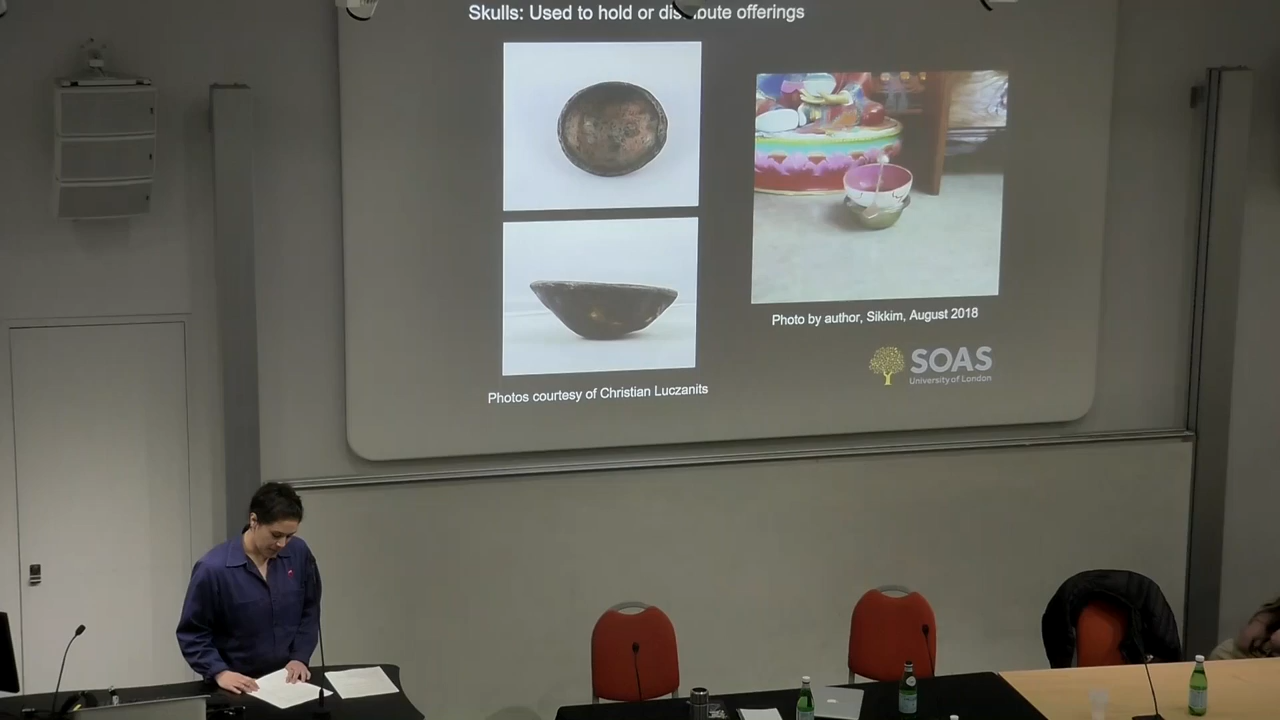 Skulls: Used to hold or distribute offerings
Photo by author, Sikkim, August 2018
SOAS
University of London
Photos courtesy of Christian Luczanits